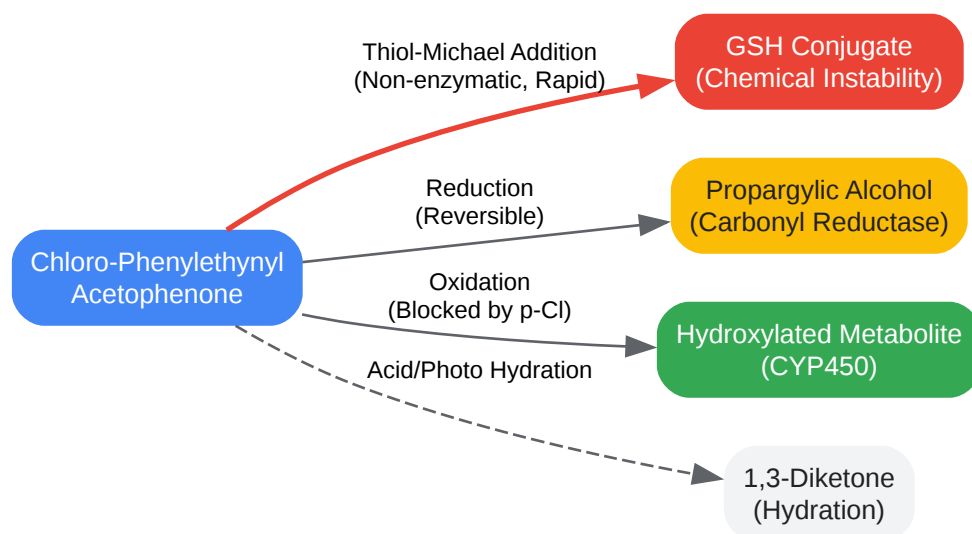 Thiol-Michael Addition
(Non-enzymatic, Rapid)
GSH Conjugate
(Chemical Instability)
Reduction
(Reversible)
Propargylic Alcohol
(Carbonyl Reductase)
Chloro-Phenylethynyl
Acetophenone
Oxidation
(Blocked by p-Cl)
Hydroxylated Metabolite
(CYP450)
Acid/Photo Hydration
1,3-Diketone
(Hydration)